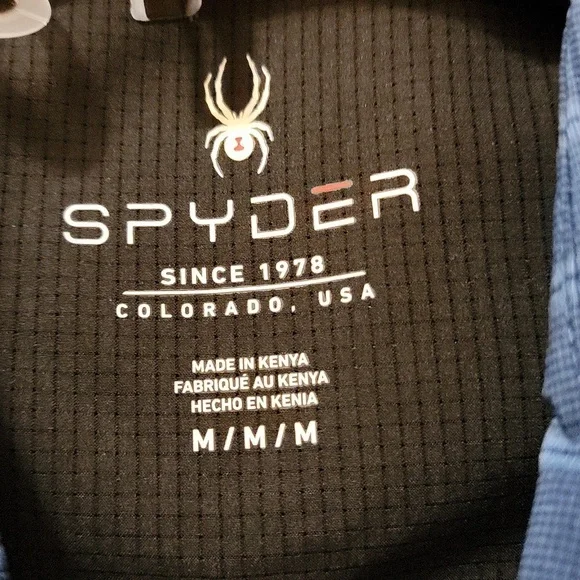 SPYDER
SINCE 1978
COLORADO, USA
MADE IN KENYA
FABRIQUÉ AU KENYA
HECHO EN KENIA
M/M/M